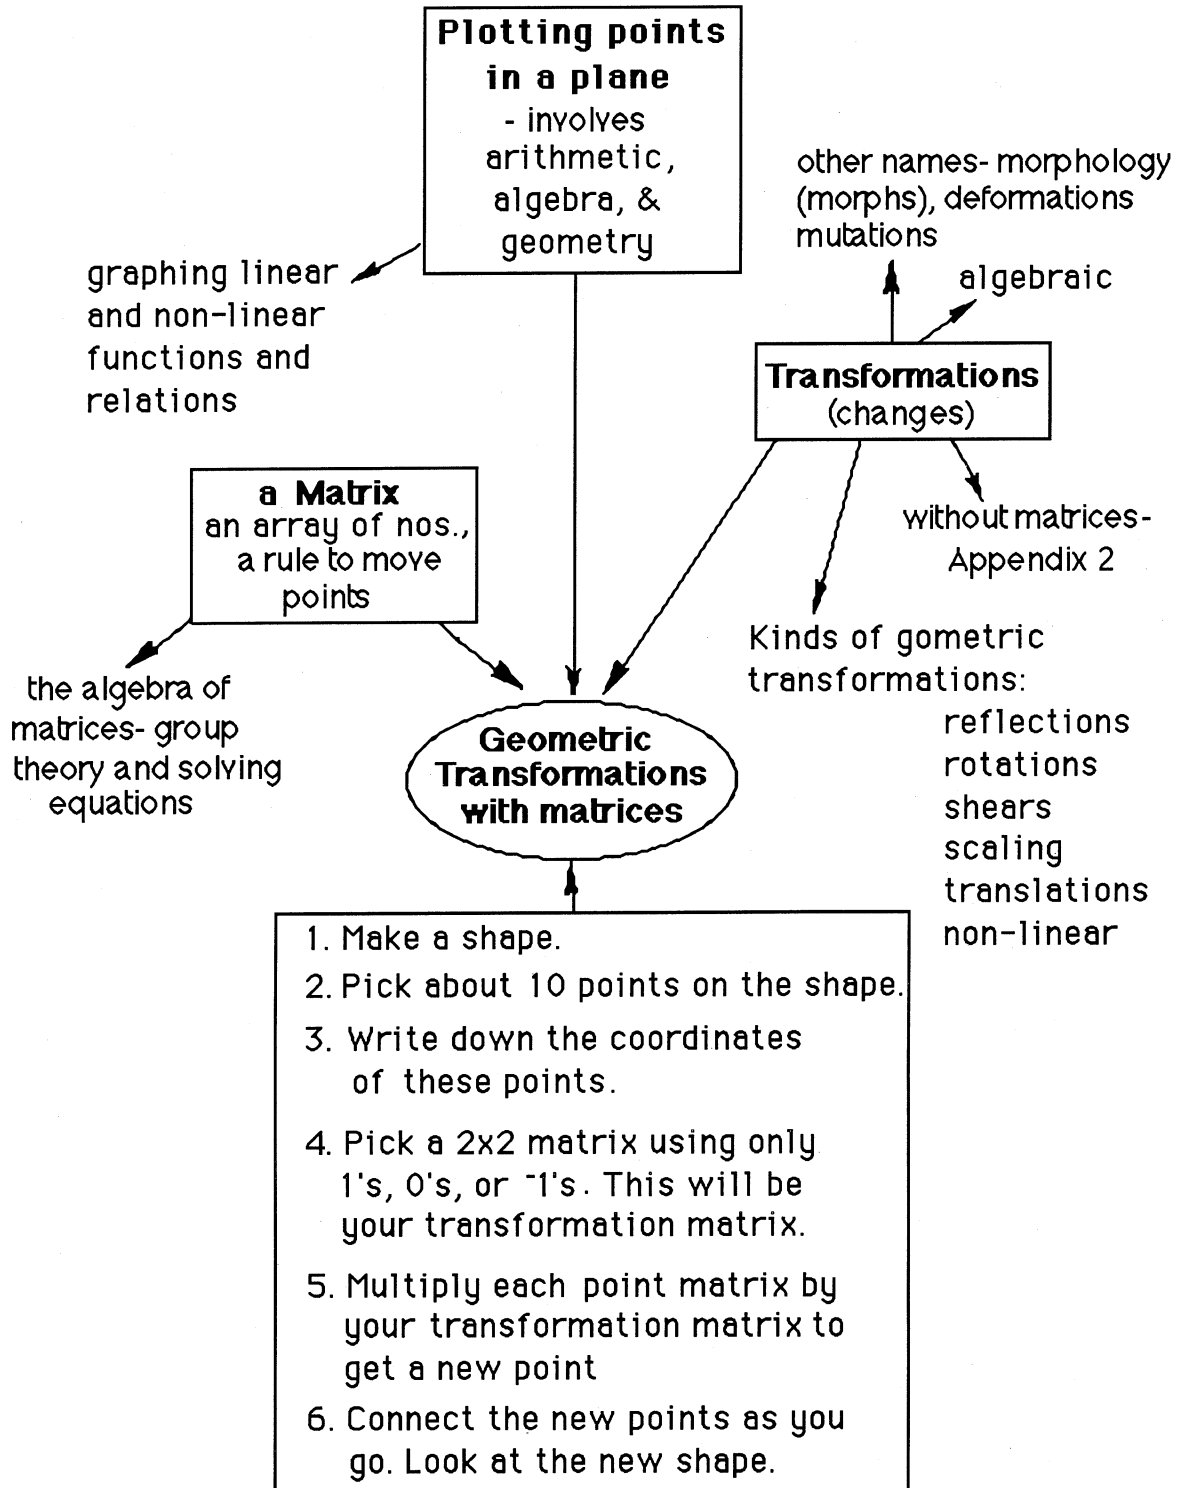 Plotting points
in a plane
- involves
arithmetic,
algebra, &
geometry
other names- morphology
(morphs), deformations
mutations
algebraic
graphing linear
and non-linear
functions and
relations
Transformations
(changes)
a Matrix
an array of nos.,
a rule to move
points
without matrices-
Appendix 2
Kinds of gometric
transformations:
reflections
rotations
shears
scaling
translations
non-linear
the algebra of
matrices- group
theory and solving
equations
Geometric
Transformations
with matrices
1. Make a shape.
2. Pick about 10 points on the shape.
3. Write down the coordinates
of these points.
4. Pick a 2x2 matrix using only
1's, 0's, or ⁻1's. This will be
your transformation matrix.
5. Multiply each point matrix by
your transformation matrix to
get a new point
6. Connect the new points as you
go. Look at the new shape.